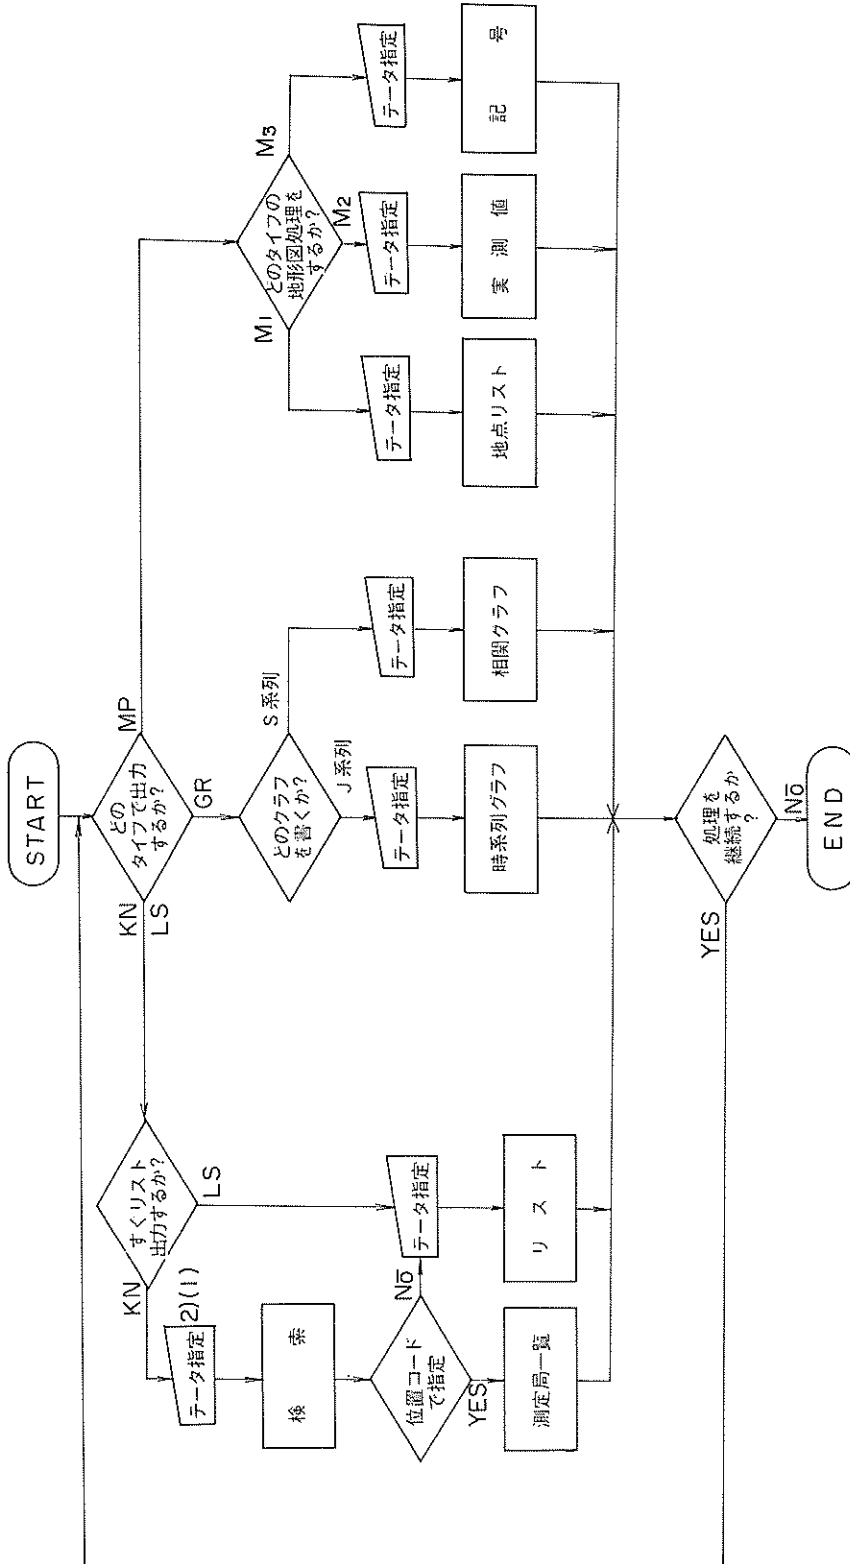 START
どの
タイプで出力
するか？
MP
GR
KN
LS
すぐリスト
出力するか？
KN
LS
データ指定
2)(1)
検　　索
位置コード
で指定
NŌ
YES
データ指定
測定局一覧
リ　ス　ト
どのグラフ
を書くか？
S系列
J系列
データ指定
データ指定
時系列グラフ
相関グラフ
どのタイプの
地形図処理を
するか？
M1
M2
M3
データ指定
データ指定
データ指定
地点リスト
実　測　値
記　　号
処理を
継続するか
？
YES
NŌ
END